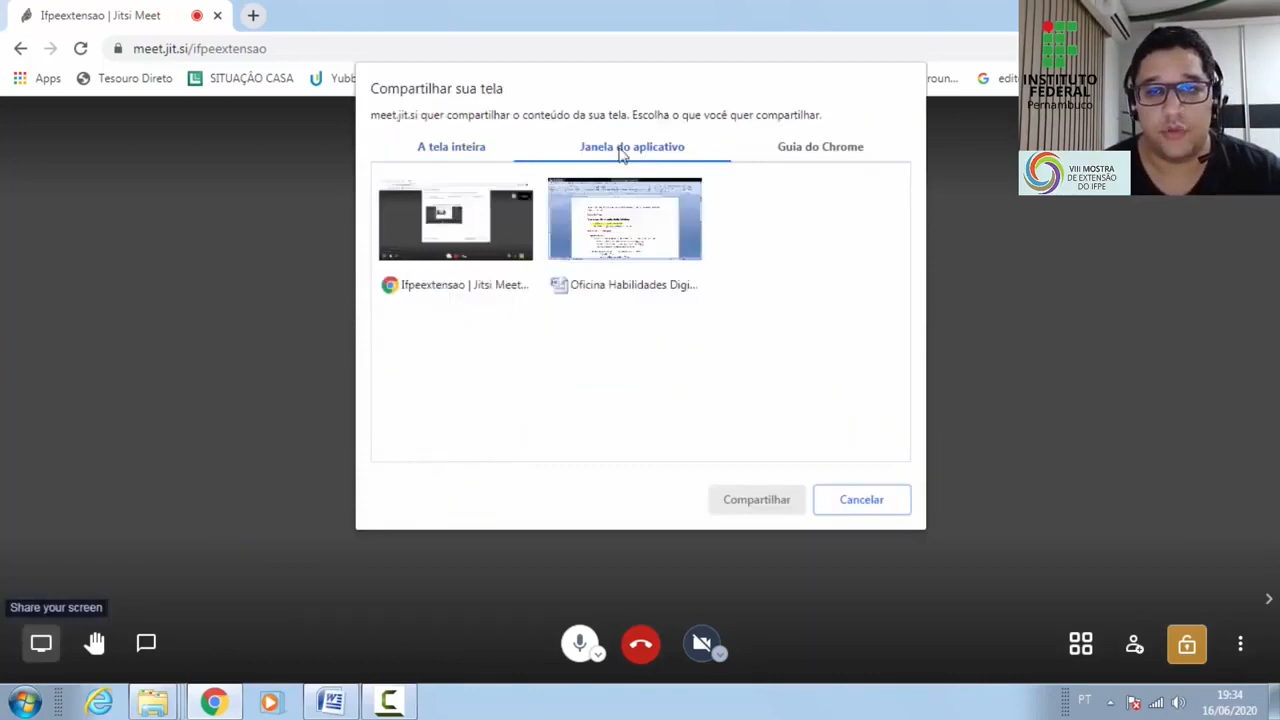 Ifpeextensao | Jitsi Meet
meet.jit.si/ifpeextensao
Apps
Tesouro Direto
SITUAÇÃO CASA
Yubb
roun...
edit
Compartilhar sua tela
meet.jit.si quer compartilhar o conteúdo da sua tela. Escolha o que você quer compartilhar.
A tela inteira
Janela do aplicativo
Guia do Chrome
Ifpeextensao | Jitsi Meet...
Oficina Habilidades Digi...
Compartilhar
Cancelar
INSTITUTO
FEDERAL
Pernambuco
VIII MOSTRA
DE EXTENSÃO
DO IFPE
Share your screen
PT
19:34
16/06/2020